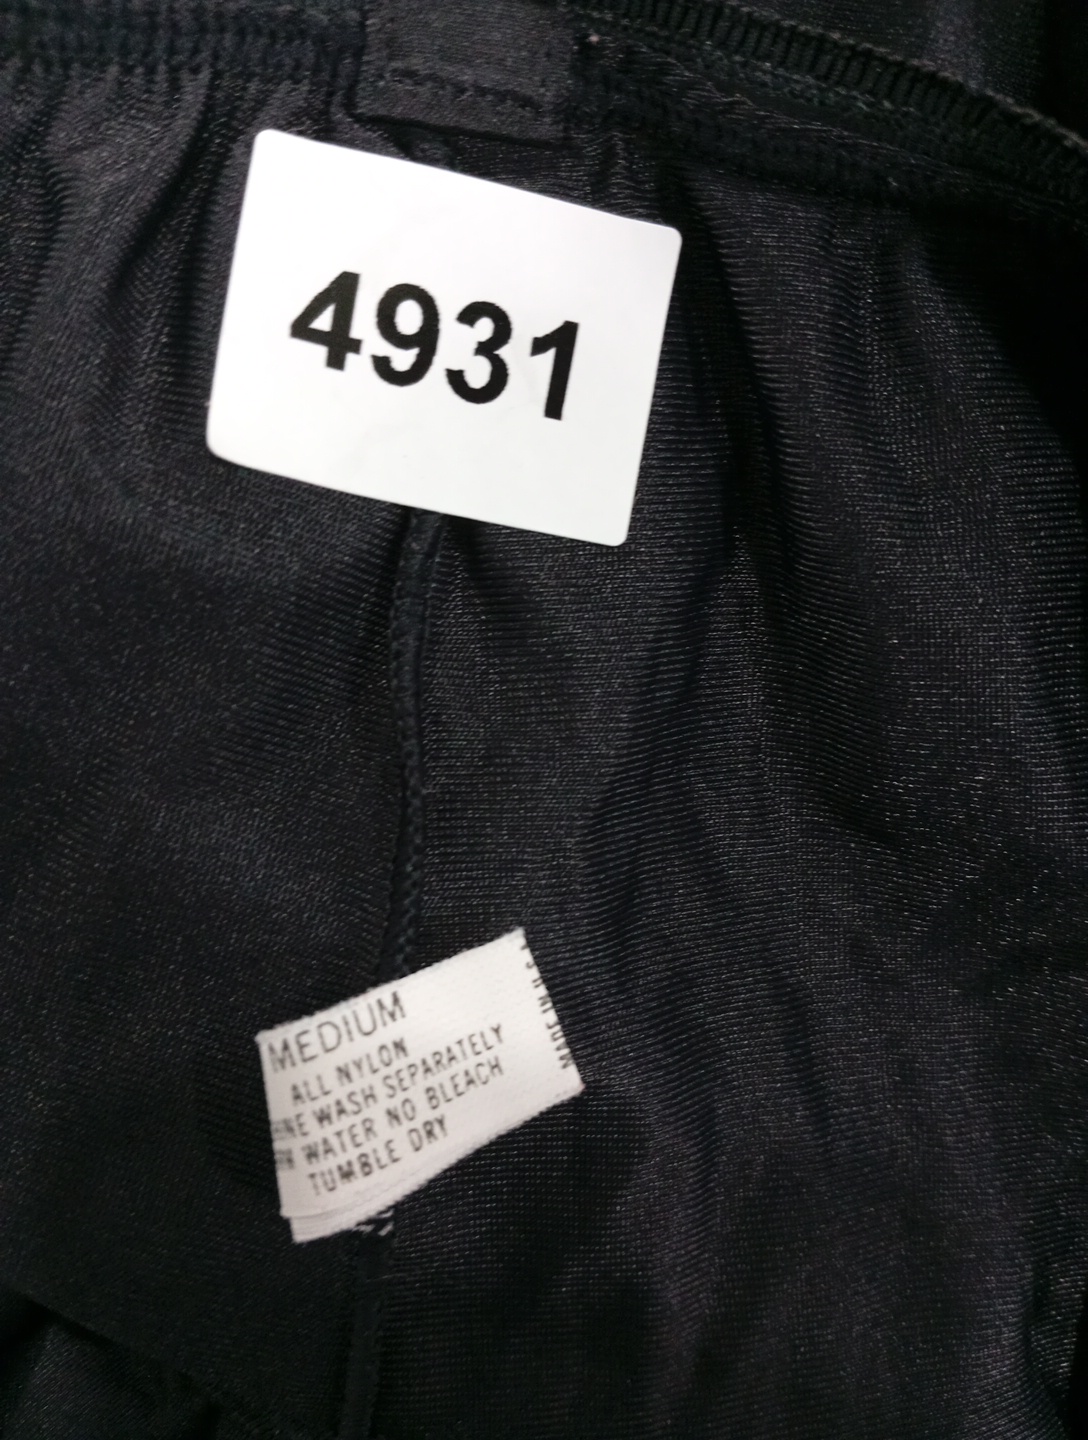 4931
MEDIUM
ALL NYLON
WASH SEPARATELY
WATER NO BLEACH
TUMBLE DRY